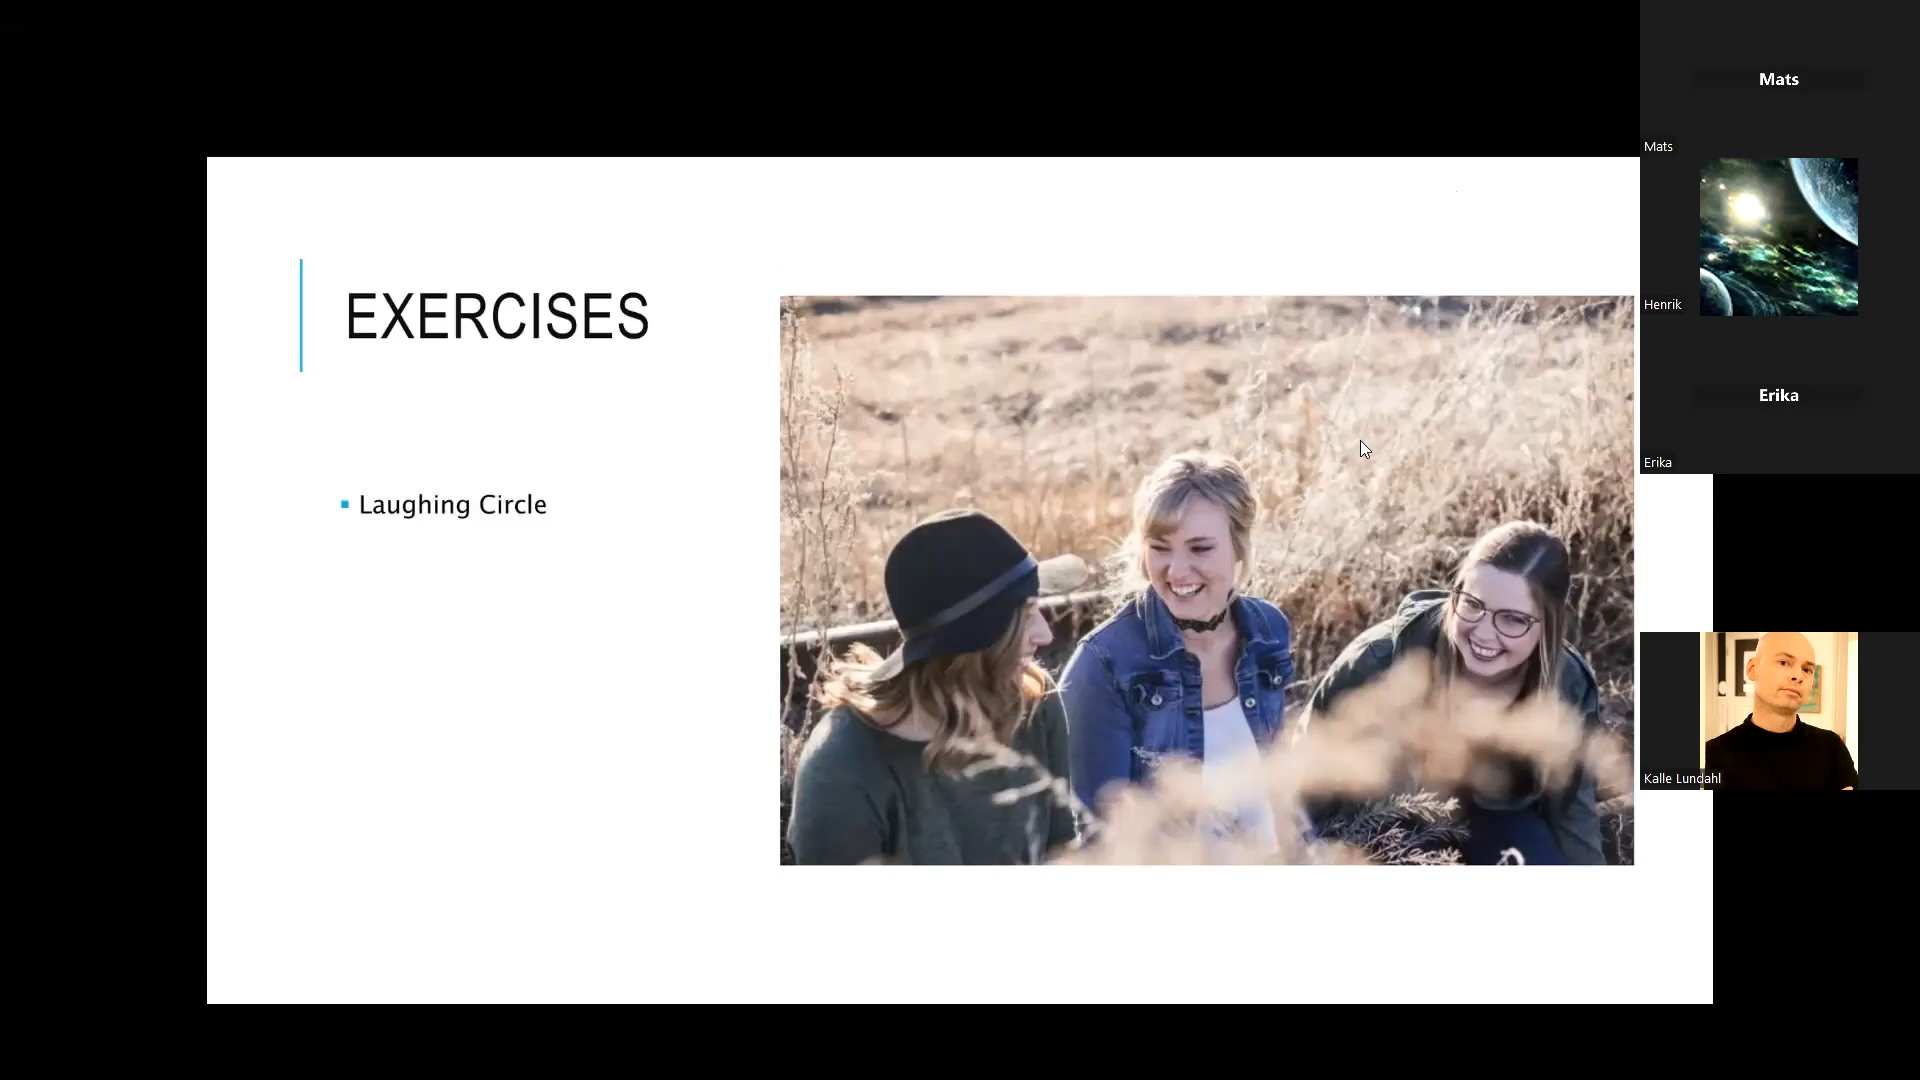 EXERCISES
Laughing Circle
Mats
Mats
Henrik
Erika
Erika
Kalle Lundahl